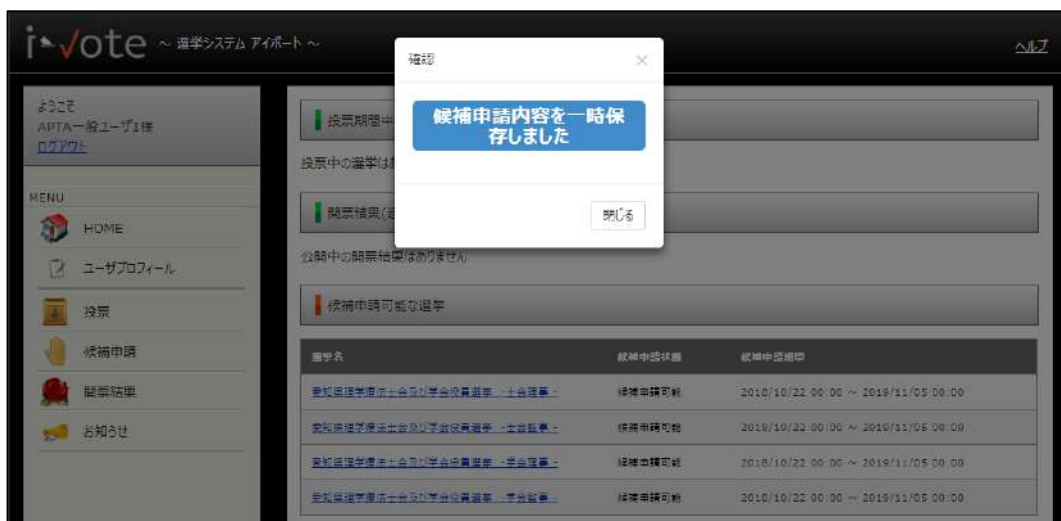 i-vote ～ 選挙システム アイボート ～
ヘルプ
ようこそ
APTA一般ユーザ1様
ログアウト
MENU
HOME
ユーザプロフィール
投票
候補申請
開票結果
お知らせ
確認
×
候補申請内容を一時保
存しました
閉じる
投票期間中
投票中の選挙は
開票結果(
公開中の開票結果はありません
候補申請可能な選挙
選挙名 候補申請状態 候補申請期間
愛知県理学療法士会及び学会役員選挙 -士会理事- 候補申請可能 2018/10/22 00:00 ～ 2019/11/05 00:00
愛知県理学療法士会及び学会役員選挙 -士会監事- 候補申請可能 2018/10/22 00:00 ～ 2019/11/05 00:00
愛知県理学療法士会及び学会役員選挙 -学会理事- 候補申請可能 2018/10/22 00:00 ～ 2019/11/05 00:00
愛知県理学療法士会及び学会役員選挙 -学会監事- 候補申請可能 2018/10/22 00:00 ～ 2019/11/05 00:00